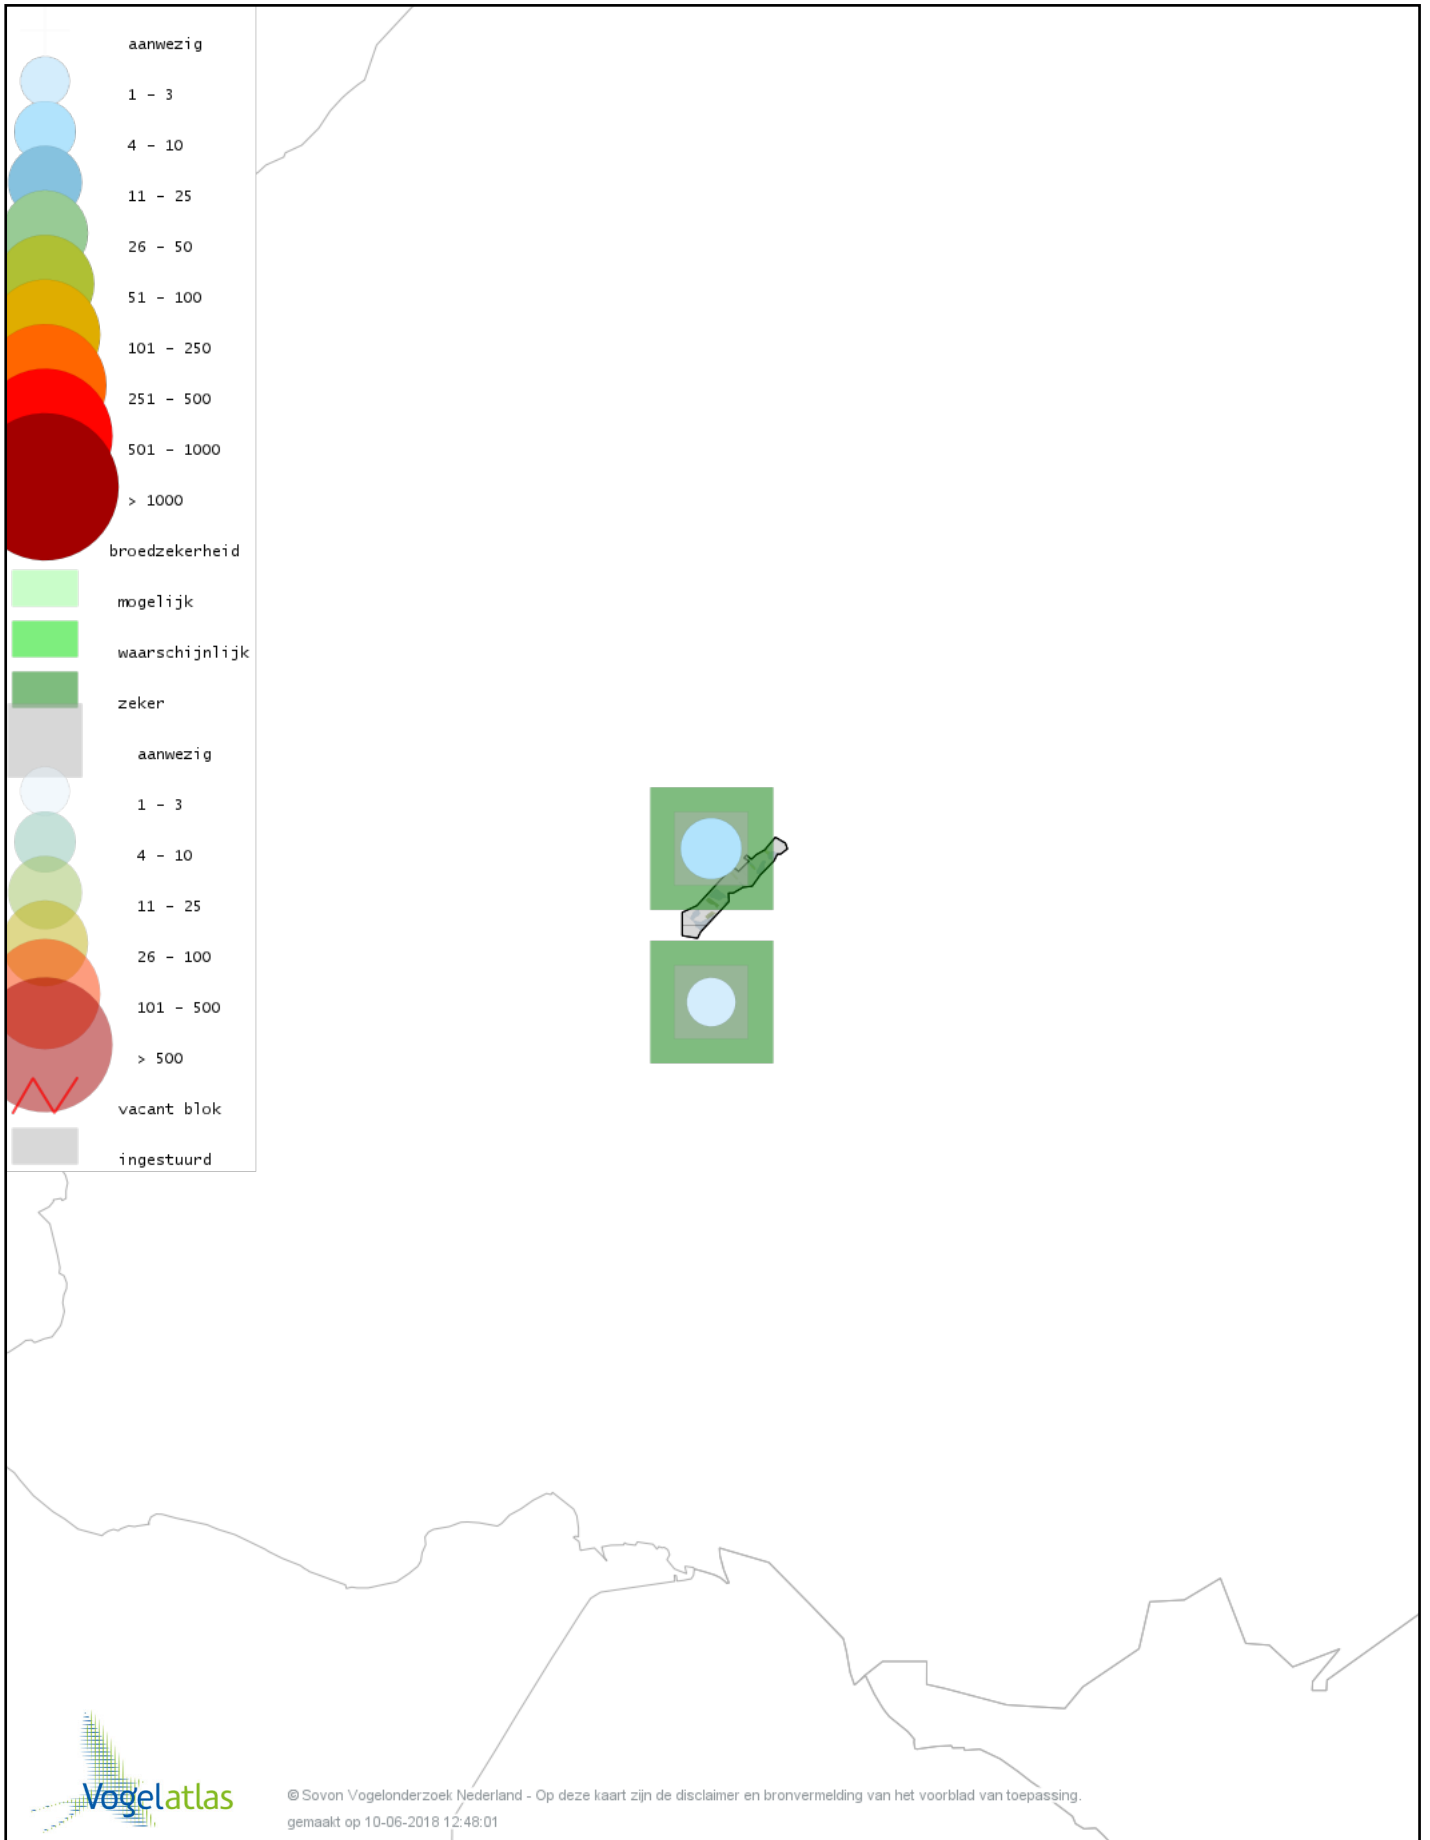 aanwezig
1 - 3
4 - 10
11 - 25
26 - 50
51 - 100
101 - 250
251 - 500
501 - 1000
> 1000
broedzekerheid
mogelijk
waarschijnlijk
zeker
aanwezig
1 - 3
4 - 10
11 - 25
26 - 100
101 - 500
> 500
vacant blok
ingestuurd
Vogelatlas
© Sovon Vogelonderzoek Nederland - Op deze kaart zijn de disclaimer en bronvermelding van het voorblad van toepassing.
gemaakt op 10-06-2018 12:48:01